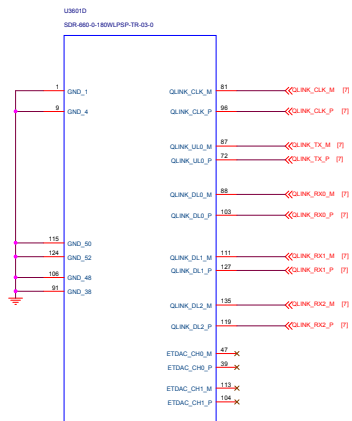 U3601D
SDR-660-0-180WLPSP-TR-03-0
1 GND_1 QLINK_CLK_M 81 QLINK_CLK_M [7]
9 GND_4 QLINK_CLK_P 96 QLINK_CLK_P [7]
QLINK_UL0_M 87 QLINK_TX_M [7]
QLINK_UL0_P 72 QLINK_TX_P [7]
QLINK_DL0_M 88 QLINK_RX0_M [7]
QLINK_DL0_P 103 QLINK_RX0_P [7]
115 GND_50
124 GND_52 QLINK_DL1_M 111 QLINK_RX1_M [7]
QLINK_DL1_P 127 QLINK_RX1_P [7]
106 GND_48
91 GND_38
QLINK_DL2_M 135 QLINK_RX2_M [7]
QLINK_DL2_P 119 QLINK_RX2_P [7]
ETDAC_CH0_M 47
ETDAC_CH0_P 39
ETDAC_CH1_M 113
ETDAC_CH1_P 104